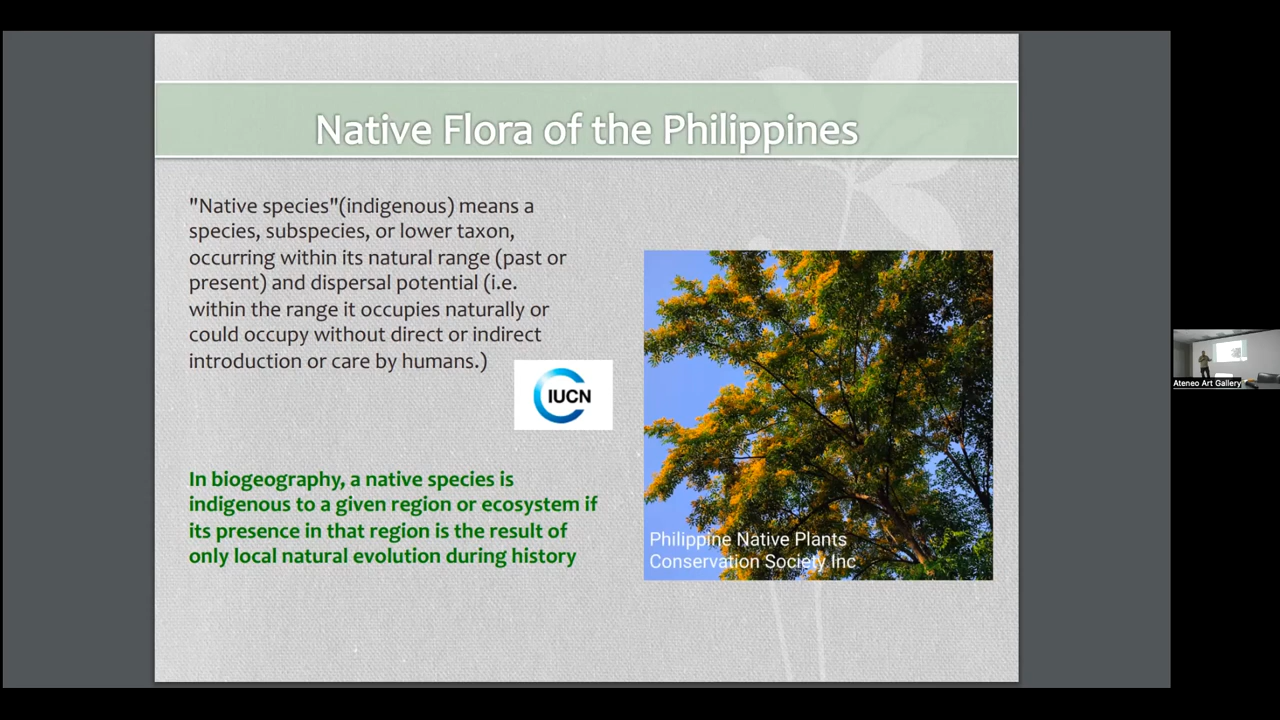 Native Flora of the Philippines
"Native species"(indigenous) means a
species, subspecies, or lower taxon,
occurring within its natural range (past or
present) and dispersal potential (i.e.
within the range it occupies naturally or
could occupy without direct or indirect
introduction or care by humans.)
IUCN
In biogeography, a native species is
indigenous to a given region or ecosystem if
its presence in that region is the result of
only local natural evolution during history
Philippine Native Plants
Conservation Society Inc
Ateneo Art Gallery